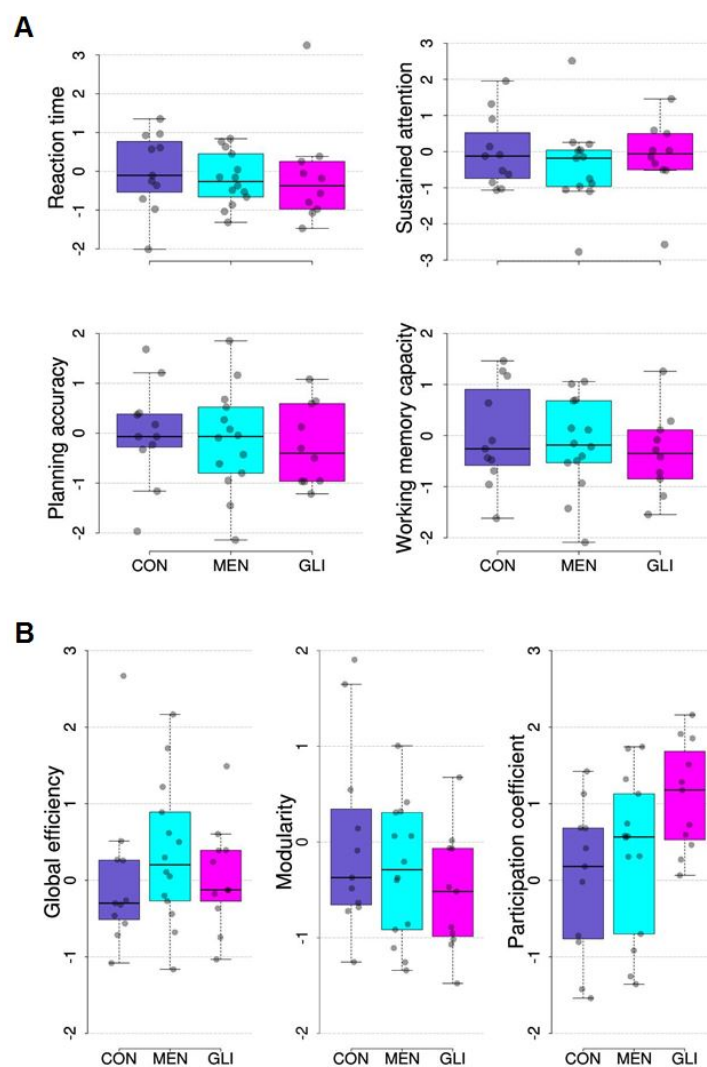 A
Reaction time
3
2
1
0
-1
-2
Sustained attention
3
2
1
0
-1
-2
-3
Planning accuracy
2
1
0
-1
-2
CON MEN GLI
Working memory capacity
2
1
0
-1
-2
CON MEN GLI
B
Global efficiency
3
2
1
0
-1
-2
CON MEN GLI
Modularity
2
1
0
-1
-2
CON MEN GLI
Participation coefficient
3
2
1
0
-1
-2
CON MEN GLI